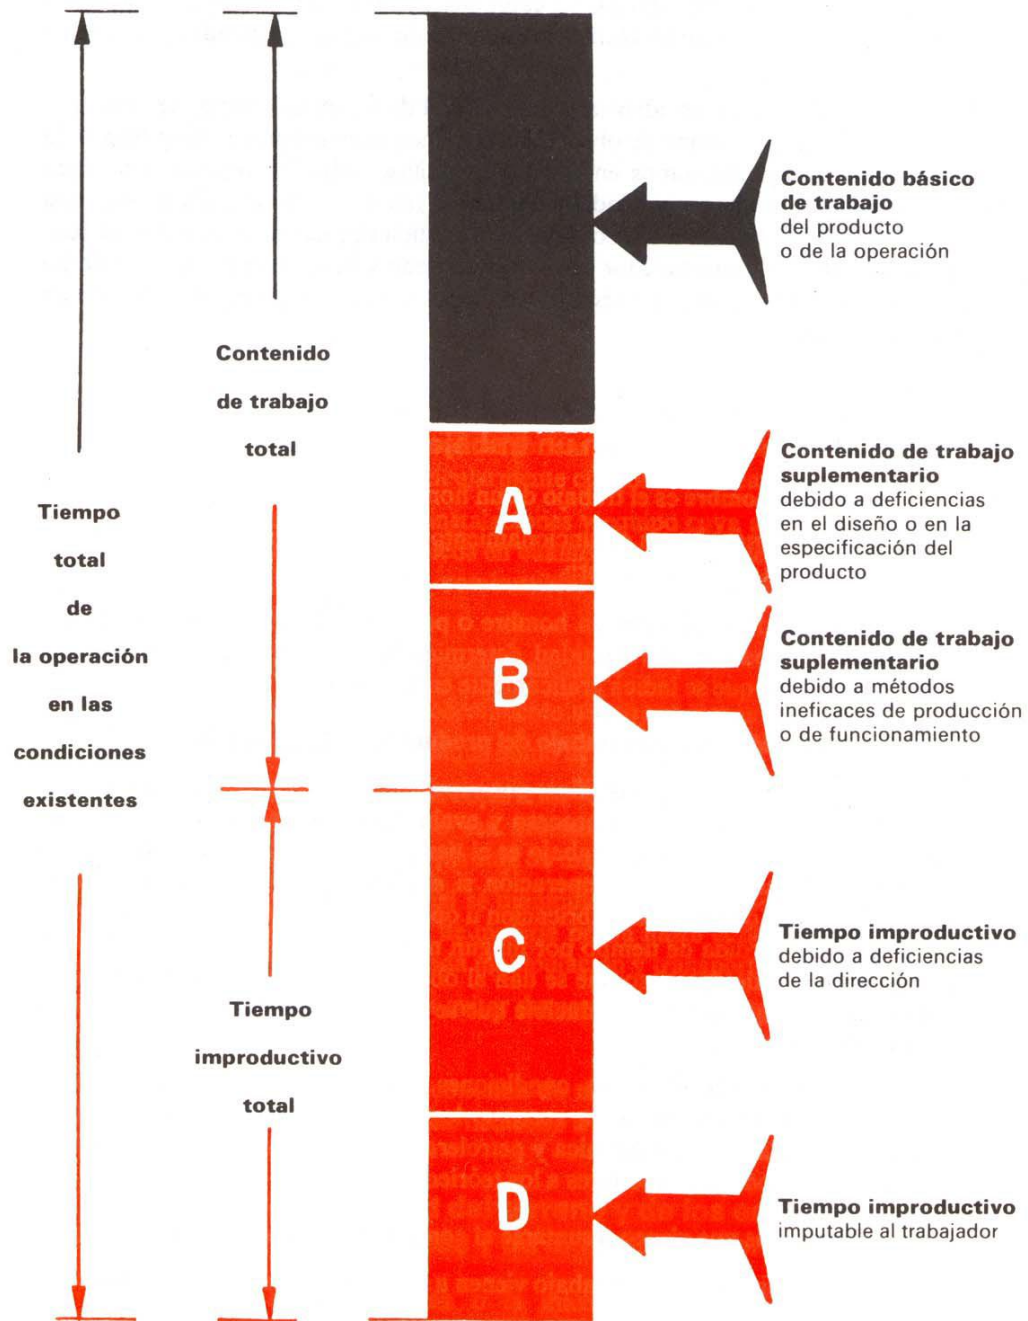 Contenido básico
de trabajo
del producto
o de la operación
Contenido
de trabajo
total
A
Contenido de trabajo
suplementario
debido a deficiencias
en el diseño o en la
especificación del
producto
Tiempo
total
de
la operación
en las
condiciones
existentes
B
Contenido de trabajo
suplementario
debido a métodos
ineficaces de producción
o de funcionamiento
C
Tiempo improductivo
debido a deficiencias
de la dirección
Tiempo
improductivo
total
D
Tiempo improductivo
imputable al trabajador